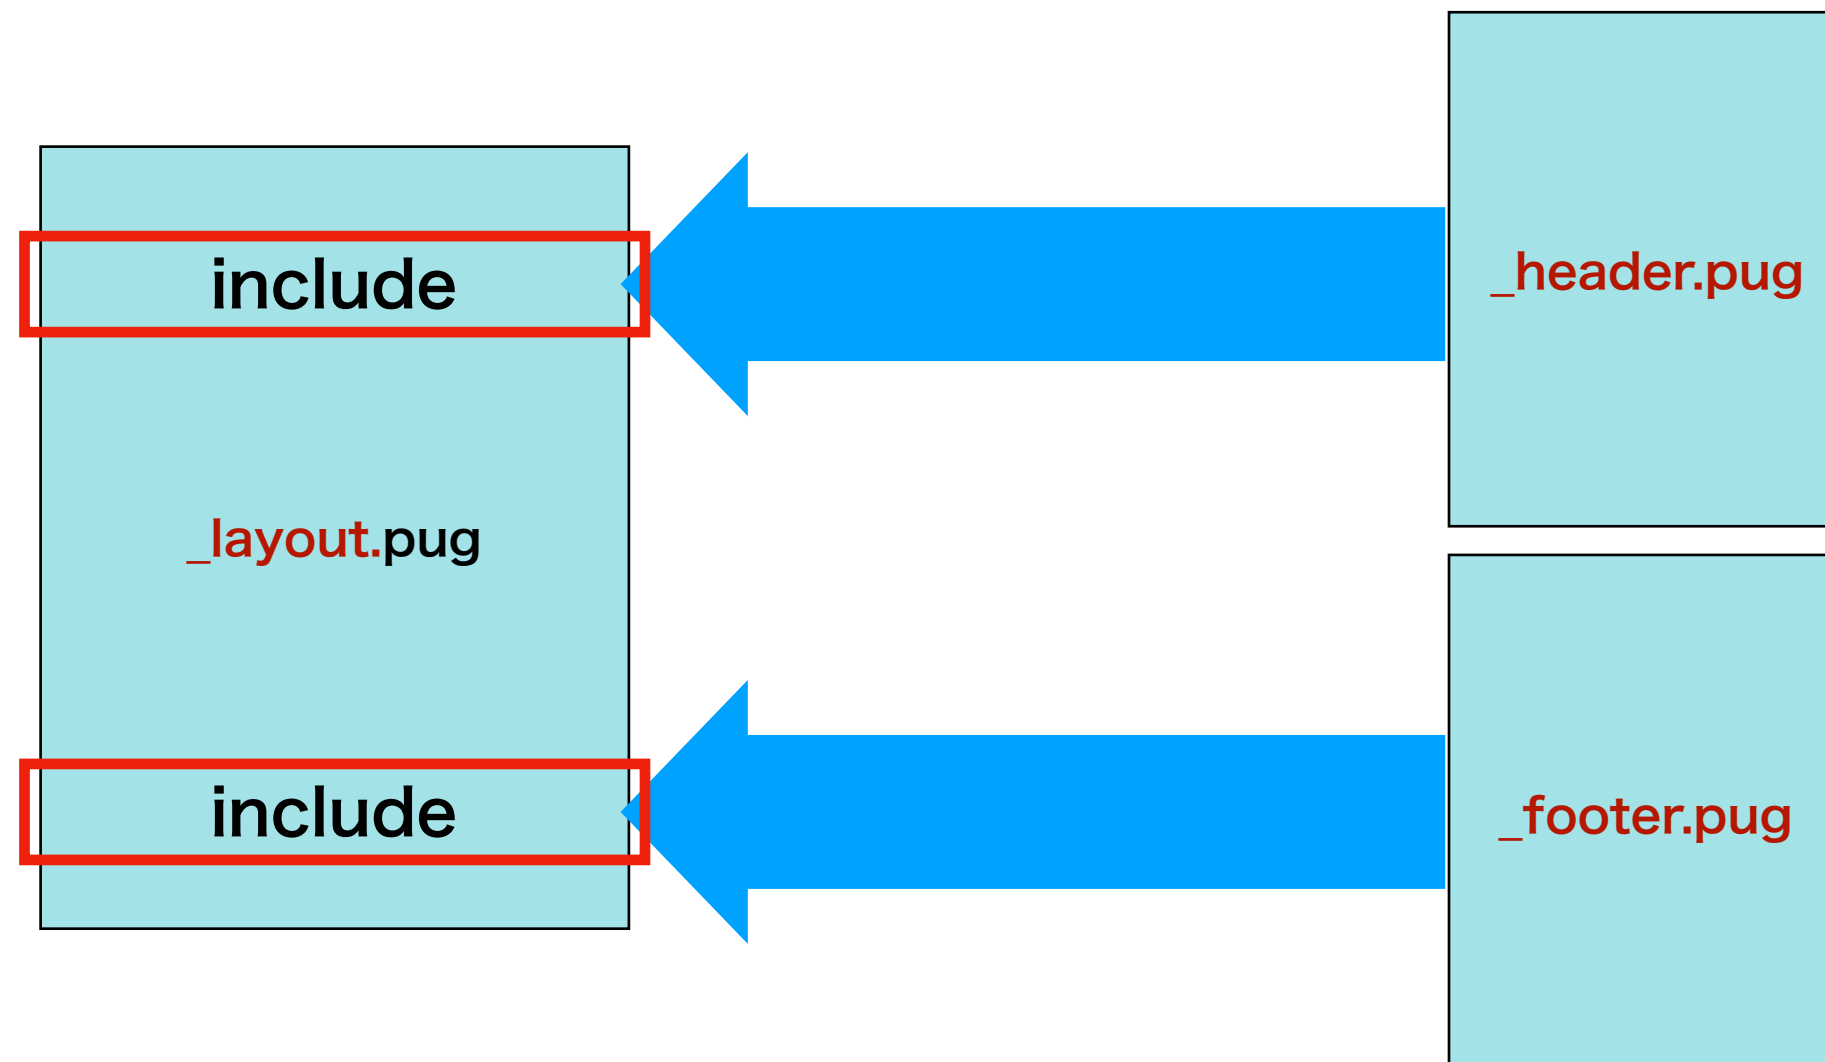 include
_layout.pug
include
_header.pug
_footer.pug